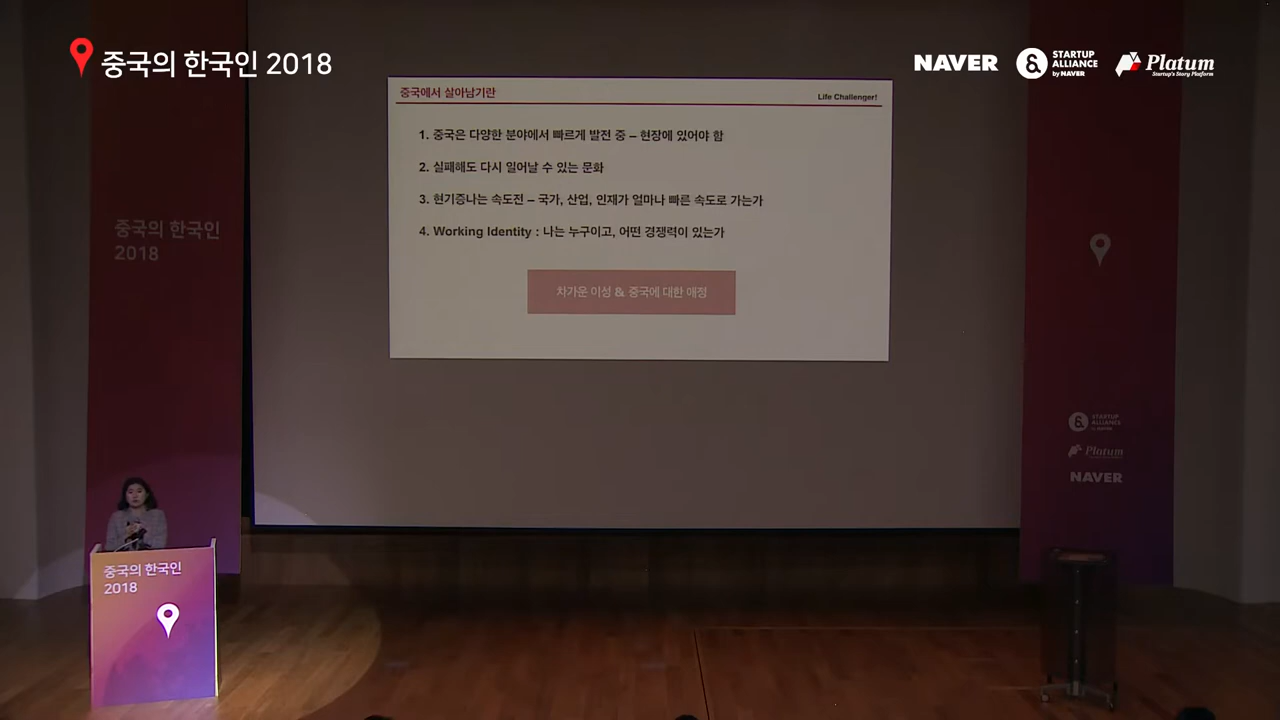 중국의 한국인 2018
NAVER
STARTUP
ALLIANCE
by NAVER
Platum
Startup's Story Platform
중국에서 살아남기란
Life Challenger!
1. 중국은 다양한 분야에서 빠르게 발전 중 – 현장에 있어야 함
2. 실패해도 다시 일어날 수 있는 문화
3. 현기증나는 속도전 – 국가, 산업, 인재가 얼마나 빠른 속도로 가는가
4. Working Identity : 나는 누구이고, 어떤 경쟁력이 있는가
차가운 이성 & 중국에 대한 애정
중국의 한국인
2018
STARTUP
ALLIANCE
by NAVER
Platum
NAVER
중국의 한국인
2018